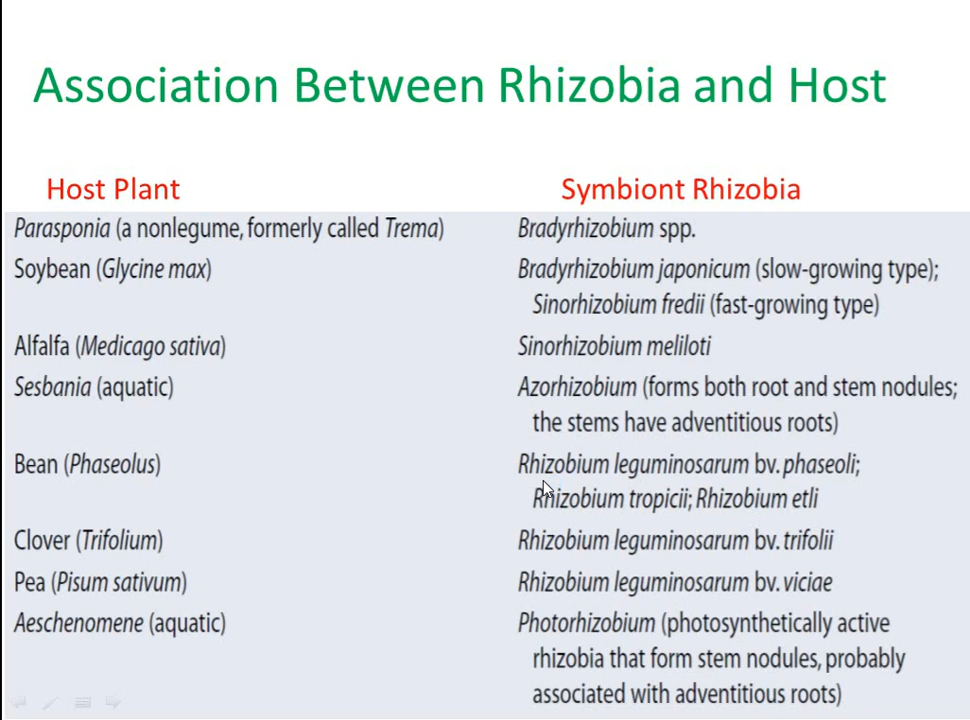 Association Between Rhizobia and Host
Host Plant Symbiont Rhizobia
Parasponia (a nonlegume, formerly called Trema) Bradyrhizobium spp.
Soybean (Glycine max) Bradyrhizobium japonicum (slow-growing type);
Sinorhizobium fredii (fast-growing type)
Alfalfa (Medicago sativa) Sinorhizobium meliloti
Sesbania (aquatic) Azorhizobium (forms both root and stem nodules;
the stems have adventitious roots)
Bean (Phaseolus) Rhizobium leguminosarum bv. phaseoli;
Rhizobium tropicii; Rhizobium etli
Clover (Trifolium) Rhizobium leguminosarum bv. trifolii
Pea (Pisum sativum) Rhizobium leguminosarum bv. viciae
Aeschenomene (aquatic) Photorhizobium (photosynthetically active
rhizobia that form stem nodules, probably
associated with adventitious roots)